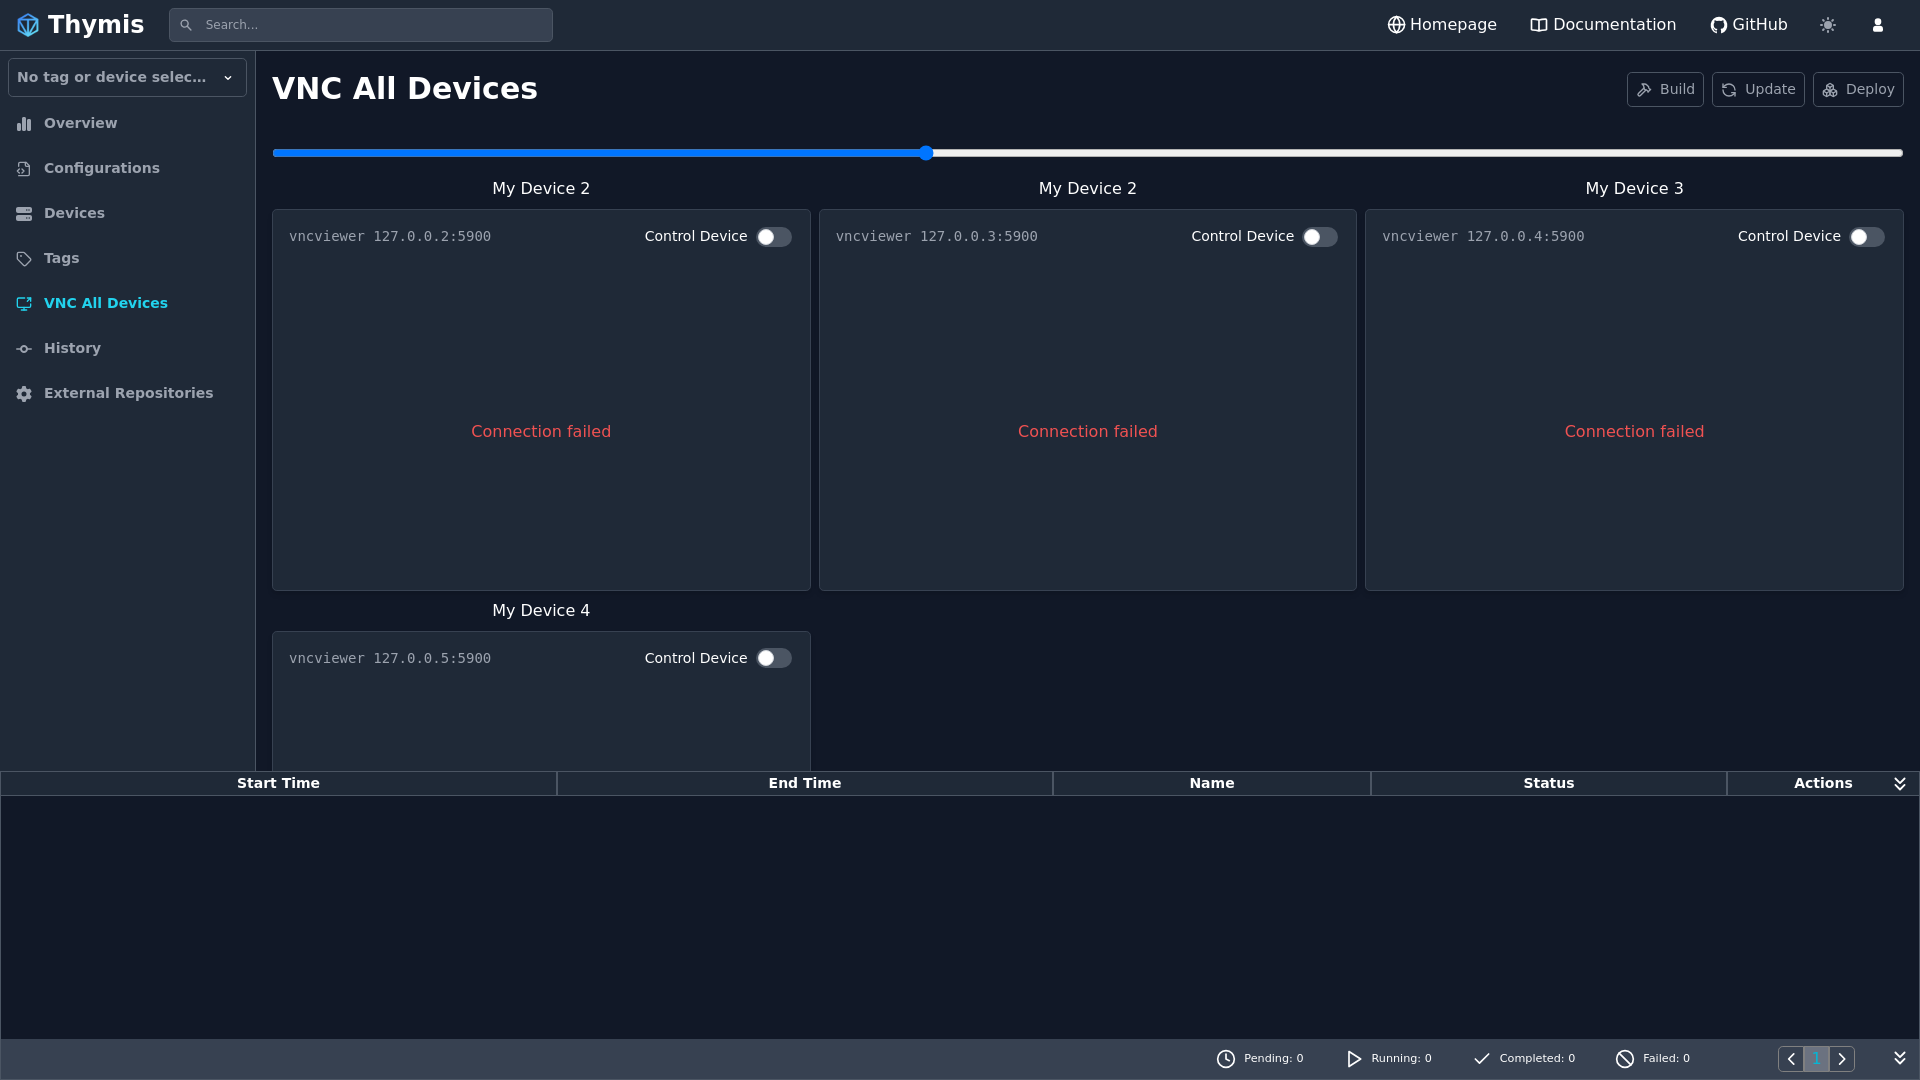 Thymis
Search...
Homepage
Documentation
GitHub
No tag or device selec...
Overview
Configurations
Devices
Tags
VNC All Devices
History
External Repositories
VNC All Devices
Build
Update
Deploy
My Device 2
vncviewer 127.0.0.2:5900
Control Device
Connection failed
My Device 2
vncviewer 127.0.0.3:5900
Control Device
Connection failed
My Device 3
vncviewer 127.0.0.4:5900
Control Device
Connection failed
My Device 4
vncviewer 127.0.0.5:5900
Control Device
Start Time
End Time
Name
Status
Actions
Pending: 0
Running: 0
Completed: 0
Failed: 0
1